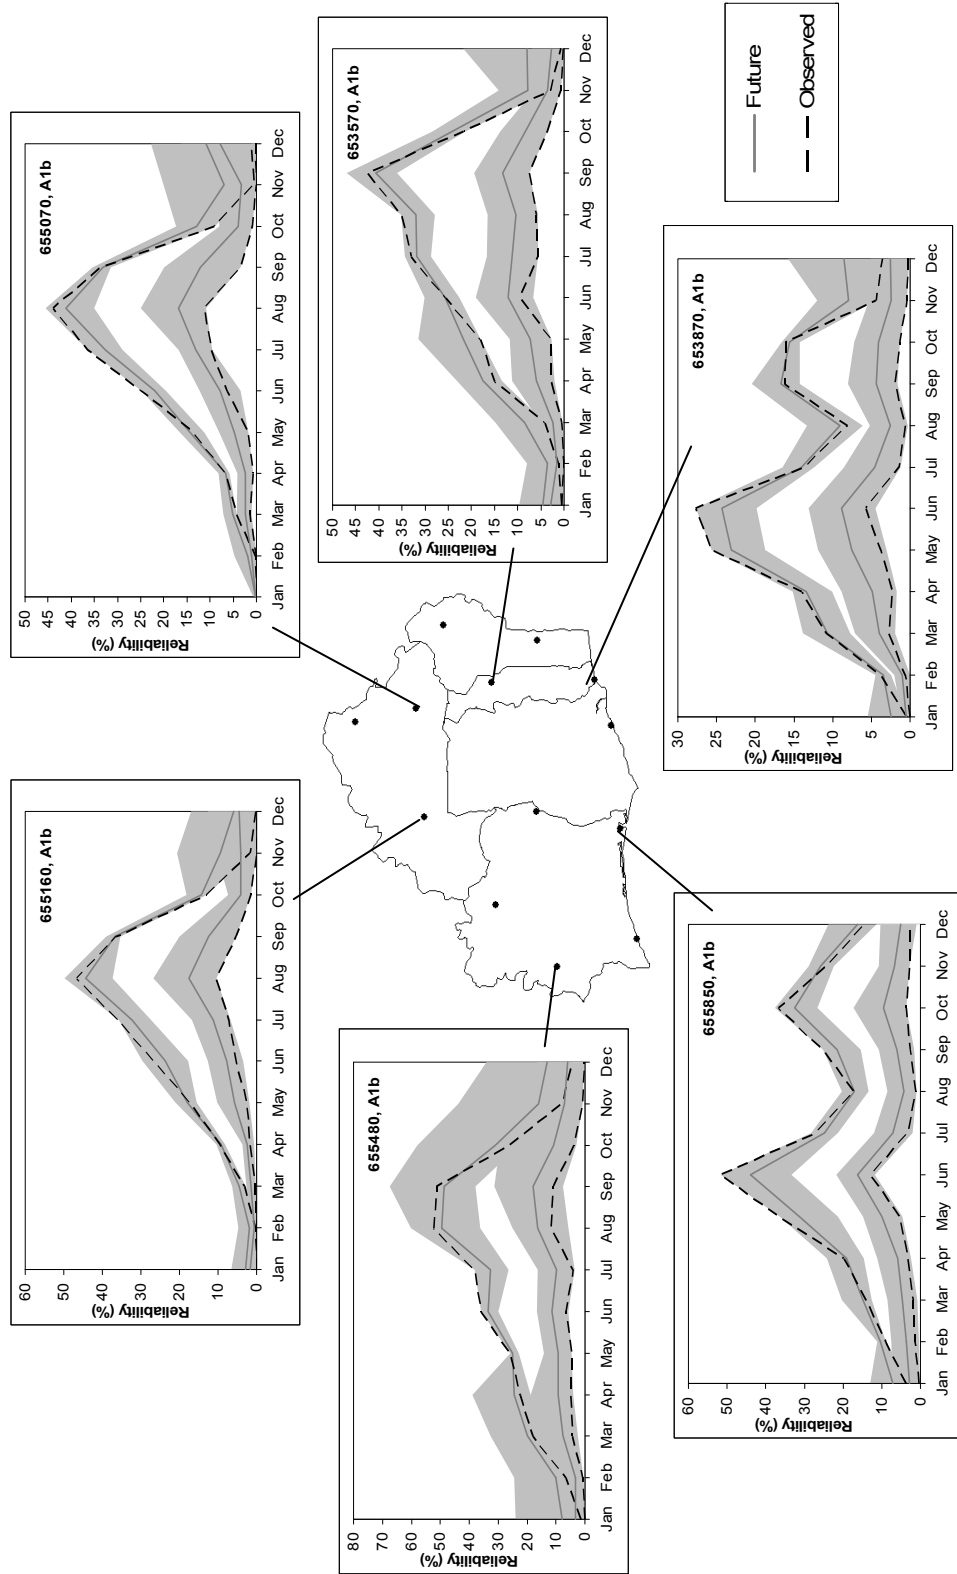 655160, A1b
Reliability (%)
60
50
40
30
20
10
0
Jan Feb Mar Apr May Jun Jul Aug Sep Oct Nov Dec
655070, A1b
Reliability (%)
50
45
40
35
30
25
20
15
10
5
0
Jan Feb Mar Apr May Jun Jul Aug Sep Oct Nov Dec
655480, A1b
Reliability (%)
80
70
60
50
40
30
20
10
0
Jan Feb Mar Apr May Jun Jul Aug Sep Oct Nov Dec
653570, A1b
Reliability (%)
50
45
40
35
30
25
20
15
10
5
0
Jan Feb Mar Apr May Jun Jul Aug Sep Oct Nov Dec
655850, A1b
Reliability (%)
60
50
40
30
20
10
0
Jan Feb Mar Apr May Jun Jul Aug Sep Oct Nov Dec
653870, A1b
Reliability (%)
30
25
20
15
10
5
0
Jan Feb Mar Apr May Jun Jul Aug Sep Oct Nov Dec
Future
Observed